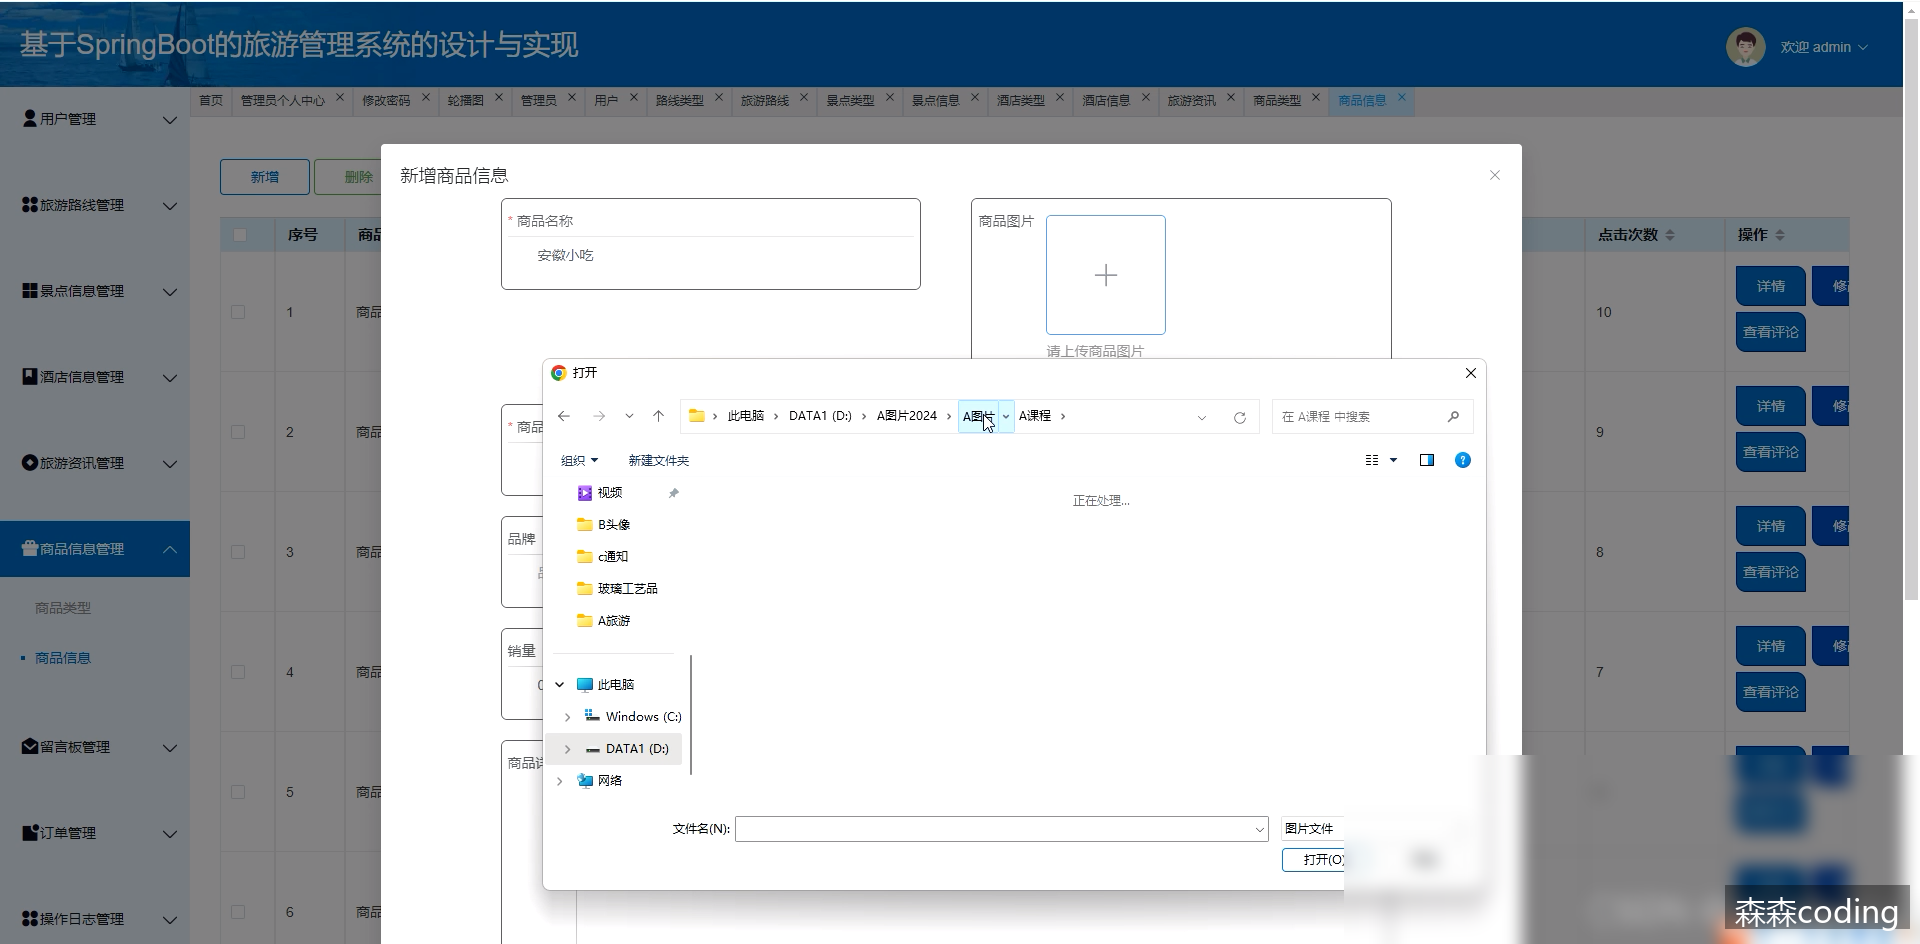 基于SpringBoot的旅游管理系统的设计与实现
欢迎 admin
首页 管理员个人中心 修改密码 轮播图 管理员 用户 路线类型 旅游路线 景点类型 景点信息 酒店类型 酒店信息 旅游资讯 商品类型 商品信息
用户管理
旅游路线管理
景点信息管理
酒店信息管理
旅游资讯管理
商品信息管理
商品类型
商品信息
留言板管理
订单管理
操作日志管理
新增 删除
序号 商品 点击次数 操作
1 商品 10 详情 修改
查看评论
2 商品 9 详情 修改
查看评论
3 商品 8 详情 修改
查看评论
4 商品 7 详情 修改
查看评论
5 商品
6 商品
新增商品信息
* 商品名称
安徽小吃
商品图片
请上传商品图片
* 商品
品牌
销量
0
商品详
打开
此电脑 DATA1 (D:) A图片2024 A图片 A课程
在 A课程 中搜索
组织 新建文件夹
视频
B头像
c通知
玻璃工艺品
A旅游
此电脑
Windows (C:)
DATA1 (D:)
网络
正在处理...
文件名(N): 图片文件
打开(O)
森森coding